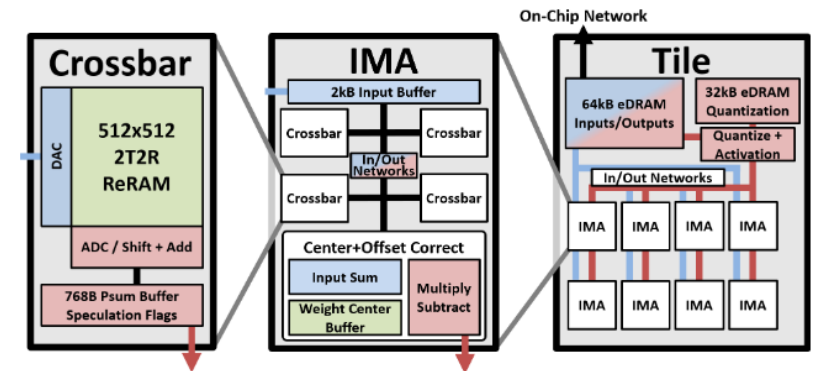 On-Chip Network
Crossbar
DAC
512x512
2T2R
ReRAM
ADC / Shift + Add
768B Psum Buffer
Speculation Flags
IMA
2kB Input Buffer
Crossbar
Crossbar
In/Out
Networks
Crossbar
Crossbar
Center+Offset Correct
Input Sum
Weight Center
Buffer
Multiply
Subtract
Tile
64kB eDRAM
Inputs/Outputs
32kB eDRAM
Quantization
Quantize +
Activation
In/Out Networks
IMA
IMA
IMA
IMA
IMA
IMA
IMA
IMA